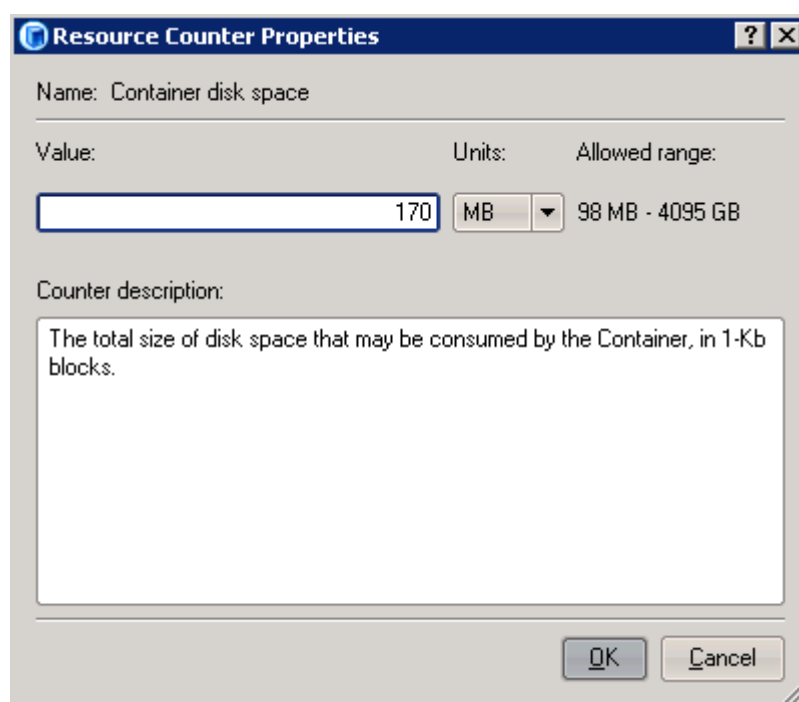 Resource Counter Properties
Name: Container disk space
Value: Units: Allowed range:
170 MB 98 MB - 4095 GB
Counter description:
The total size of disk space that may be consumed by the Container, in 1-Kb
blocks.
OK Cancel